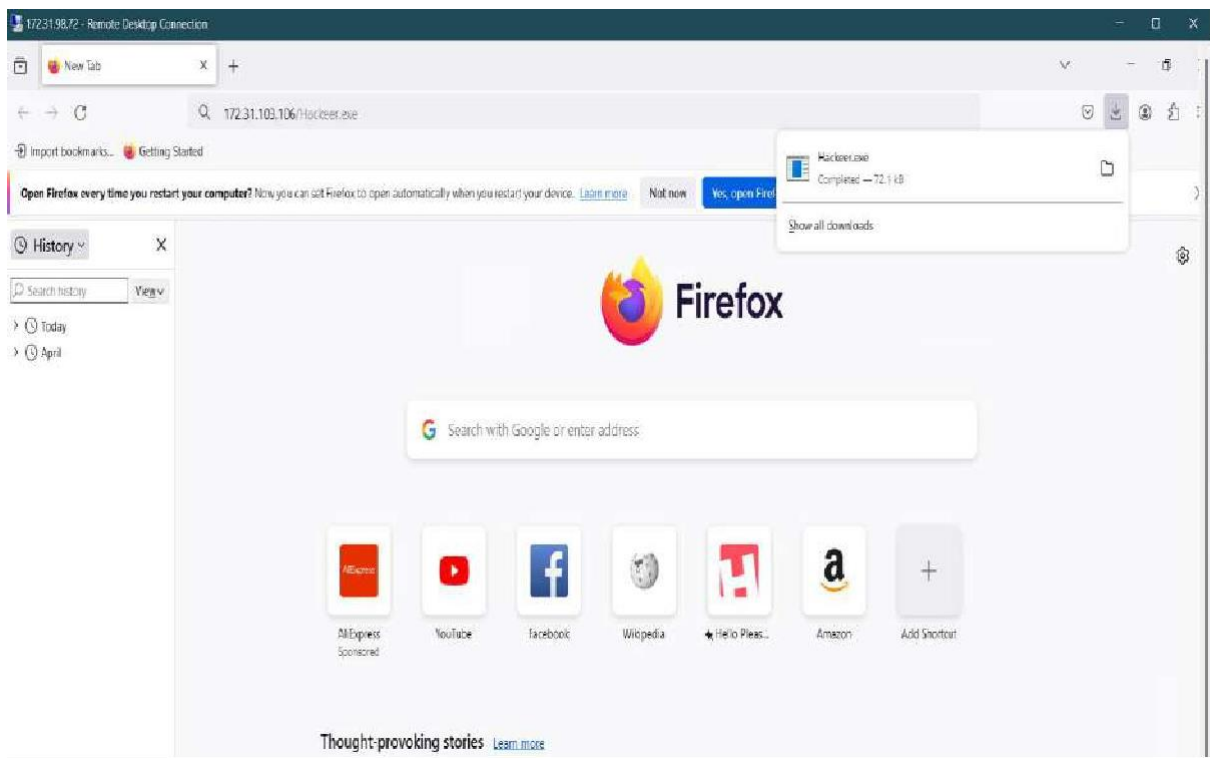 172.31.98.72 - Remote Desktop Connection
New Tab
172.31.103.106/Hackeer.exe
Import bookmarks... Getting Started
Hackeer.exe
Completed — 72.1 kB
Open Firefox every time you restart your computer? Now you can set Firefox to open automatically when you restart your device. Learn more Not now Yes, open Firef
Show all downloads
History
Search history View
Today
April
Firefox
Search with Google or enter address
AliExpress
AliExpress YouTube facebook Wikipedia Hello Pleas... Amazon Add Shortcut
Sponsored
Thought-provoking stories Learn more